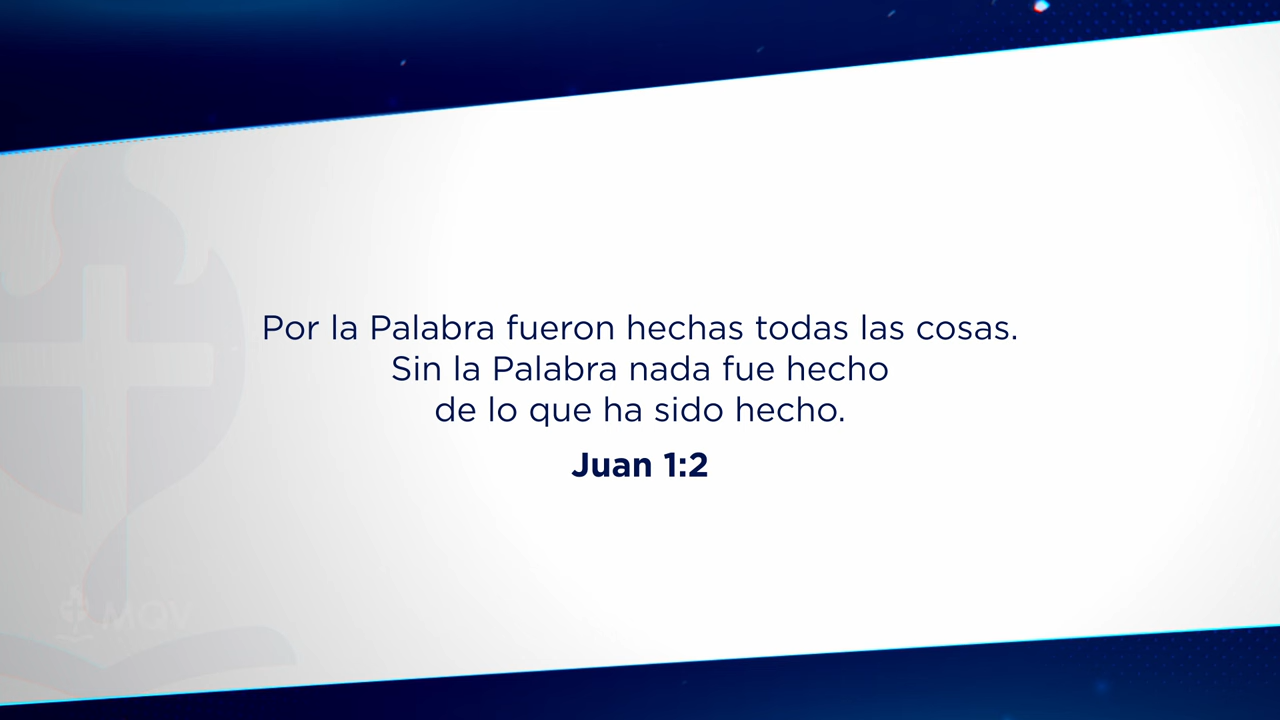 Por la Palabra fueron hechas todas las cosas.
Sin la Palabra nada fue hecho
de lo que ha sido hecho.
Juan 1:2
MQV